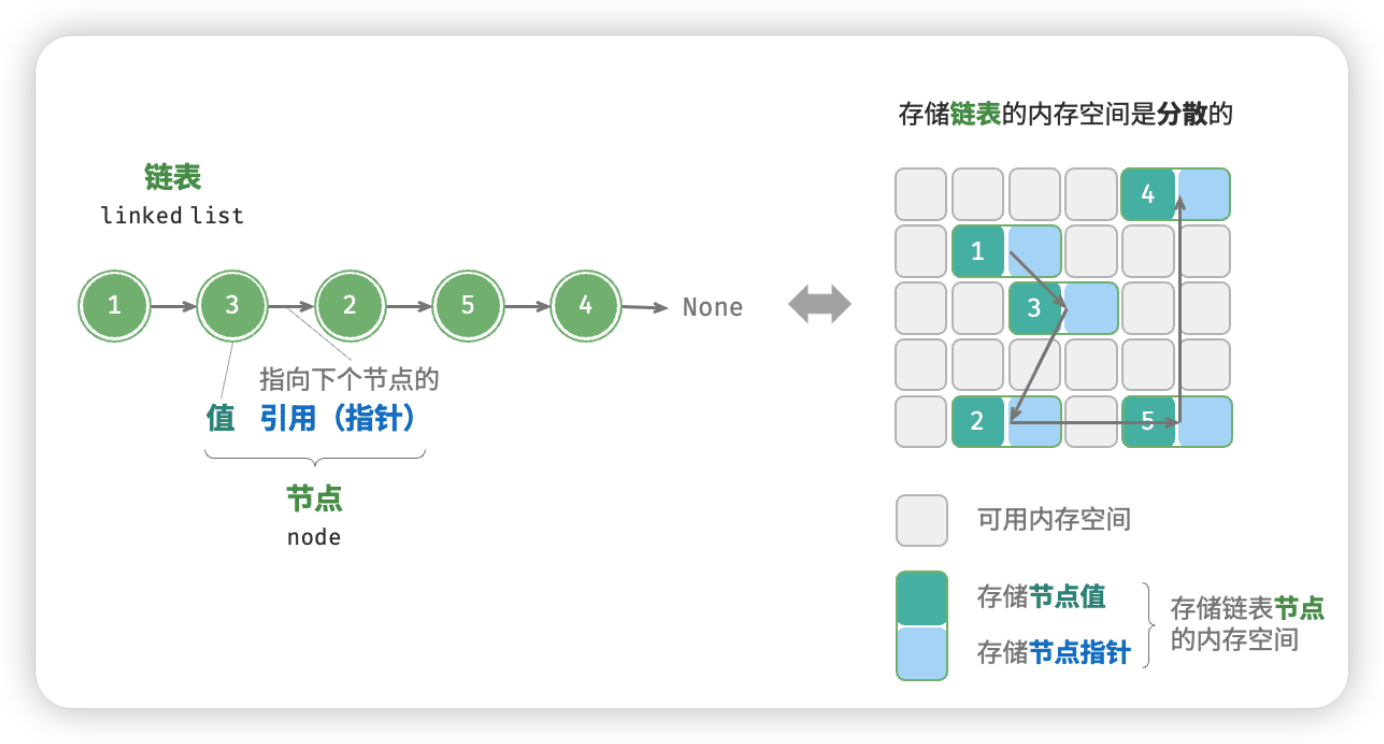 链表
linked list
1 3 2 5 4 None
指向下个节点的
值 引用（指针）
节点
node
存储链表的内存空间是分散的
4
1
3
2 5
可用内存空间
存储节点值
存储节点指针
存储链表节点
的内存空间